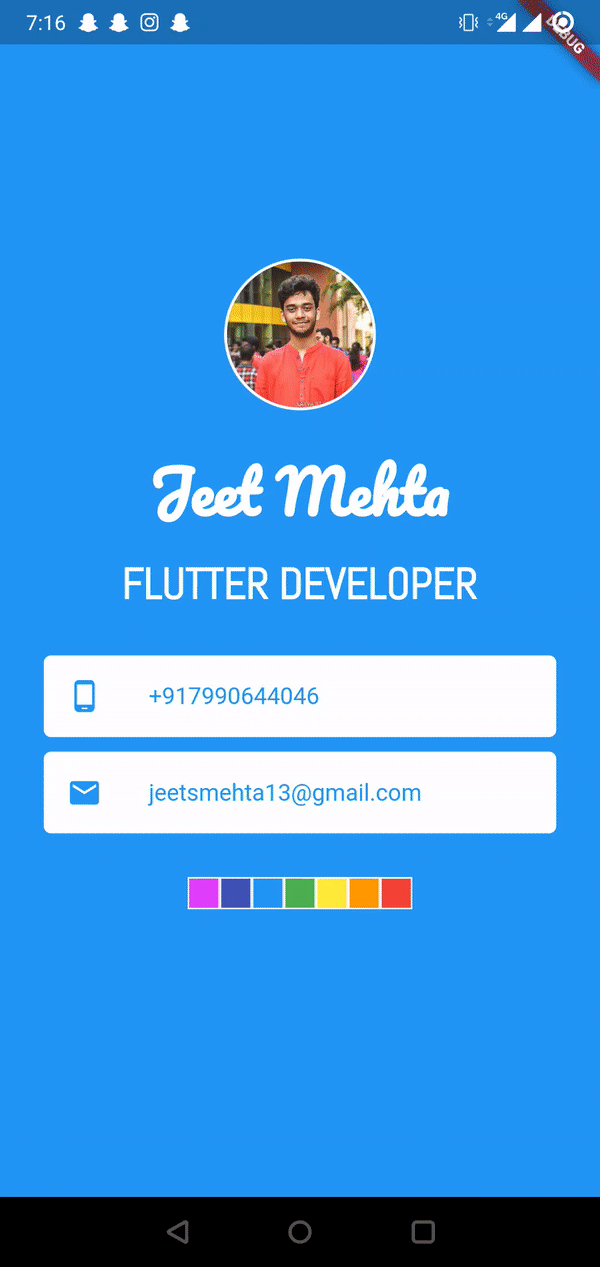 7:16
4G
DEBUG
Jeet Mehta
FLUTTER DEVELOPER
+917990644046
jeetsmehta13@gmail.com